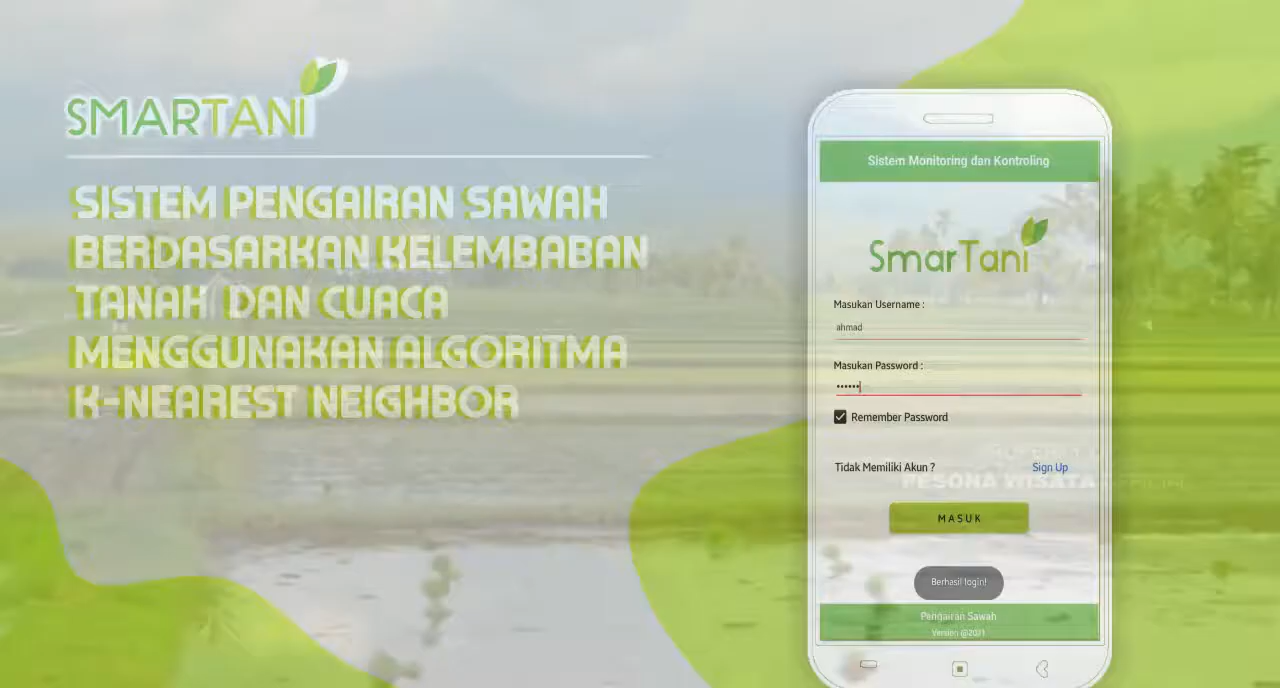 SMARTANI
SISTEM PENGAIRAN SAWAH
BERDASARKAN KELEMBABAN
TANAH DAN CUACA
MENGGUNAKAN ALGORITMA
K-NEAREST NEIGHBOR
Sistem Monitoring dan Kontroling
SmarTani
Masukan Username :
ahmad
Masukan Password :
••••••
Remember Password
Tidak Memiliki Akun ? Sign Up
PESONA WISATA
MASUK
Berhasil login!
Pengairan Sawah
Version @2021